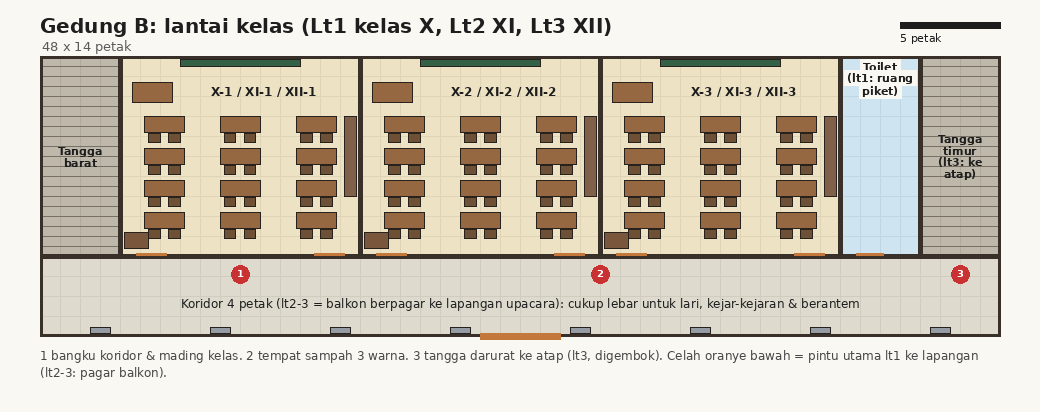 Gedung B: lantai kelas (Lt1 kelas X, Lt2 XI, Lt3 XII)
48 x 14 petak
5 petak
Toilet
(lt1: ruang
piket)
X-1 / XI-1 / XII-1
X-2 / XI-2 / XII-2
X-3 / XI-3 / XII-3
Tangga
barat
Tangga
timur
(lt3: ke
atap)
1
2
3
Koridor 4 petak (lt2-3 = balkon berpagar ke lapangan upacara): cukup lebar untuk lari, kejar-kejaran & berantem
1 bangku koridor & mading kelas. 2 tempat sampah 3 warna. 3 tangga darurat ke atap (lt3, digembok). Celah oranye bawah = pintu utama lt1 ke lapangan
(lt2-3: pagar balkon).